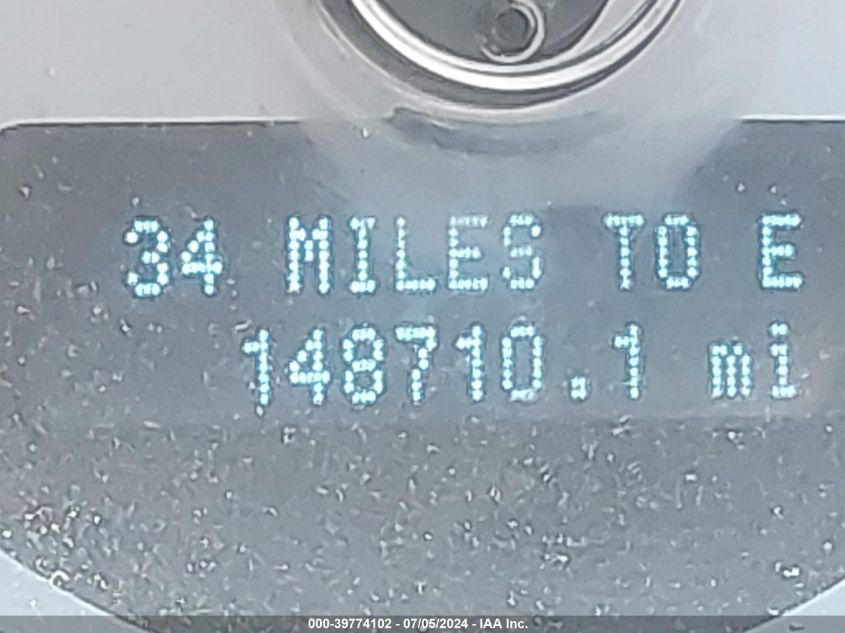 34 MILES TO E
148710.1 mi
000-39774102 - 07/05/2024 - IAA Inc.